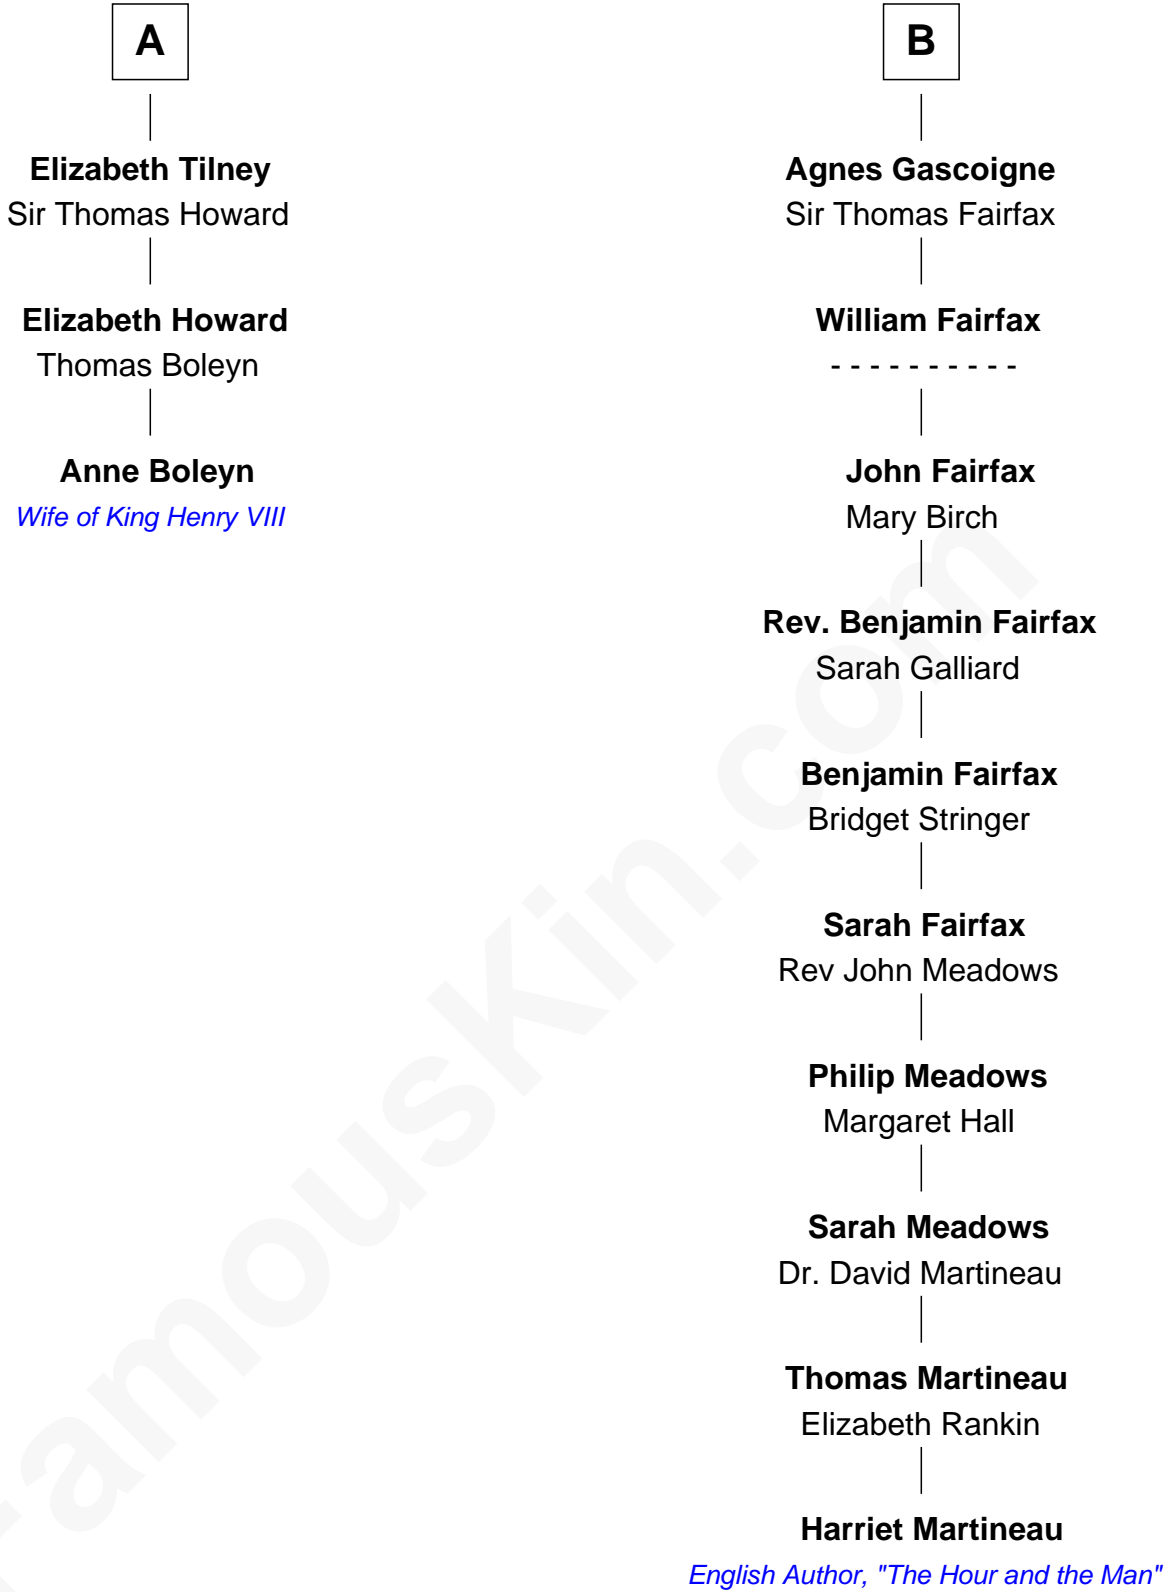 A
Elizabeth Tilney
Sir Thomas Howard
Elizabeth Howard
Thomas Boleyn
Anne Boleyn
Wife of King Henry VIII
B
Agnes Gascoigne
Sir Thomas Fairfax
William Fairfax
- - - - - - - - - -
John Fairfax
Mary Birch
Rev. Benjamin Fairfax
Sarah Galliard
Benjamin Fairfax
Bridget Stringer
Sarah Fairfax
Rev John Meadows
Philip Meadows
Margaret Hall
Sarah Meadows
Dr. David Martineau
Thomas Martineau
Elizabeth Rankin
Harriet Martineau
English Author, "The Hour and the Man"
FamousKin.com